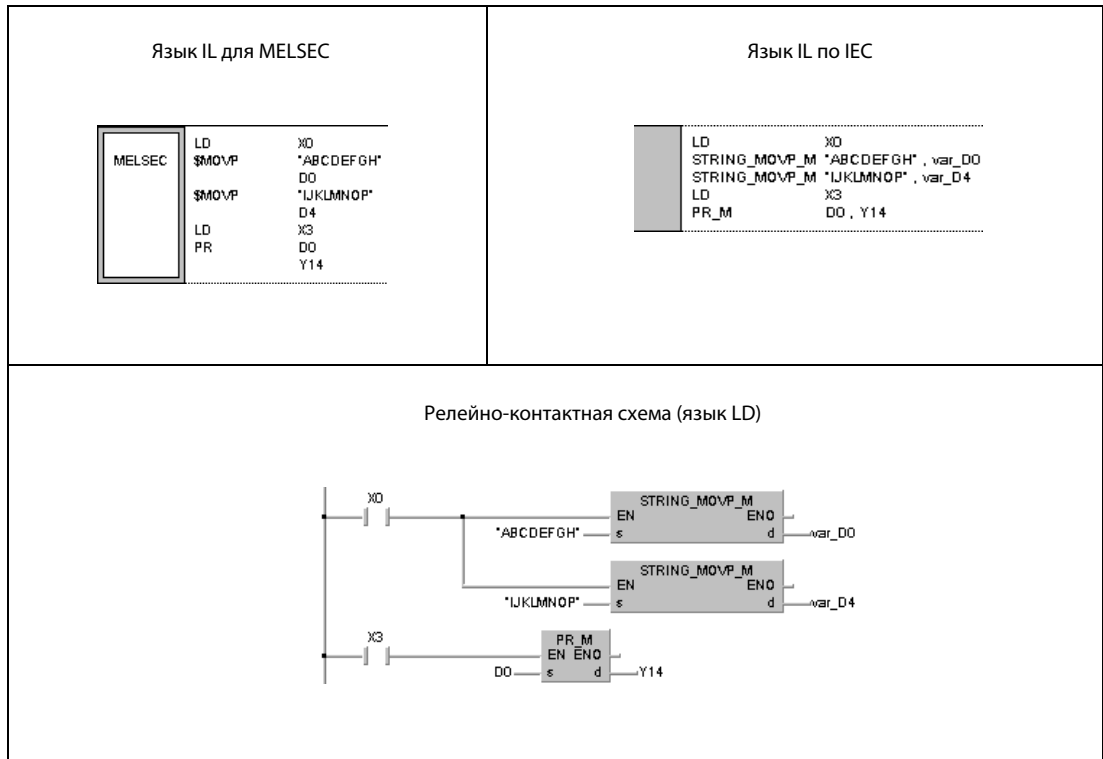 Язык IL для MELSEC
MELSEC
LD X0
$MOVP "ABCDEFGH"
D0
$MOVP "IJKLMNOP"
D4
LD X3
PR D0
Y14
Язык IL по IEC
LD X0
STRING_MOVP_M "ABCDEFGH" , var_D0
STRING_MOVP_M "IJKLMNOP" , var_D4
LD X3
PR_M D0 , Y14
Релейно-контактная схема (язык LD)
X0
STRING_MOVP_M
EN ENO
"ABCDEFGH" s d var_D0
STRING_MOVP_M
EN ENO
"IJKLMNOP" s d var_D4
X3
PR_M
EN ENO
D0 s d Y14